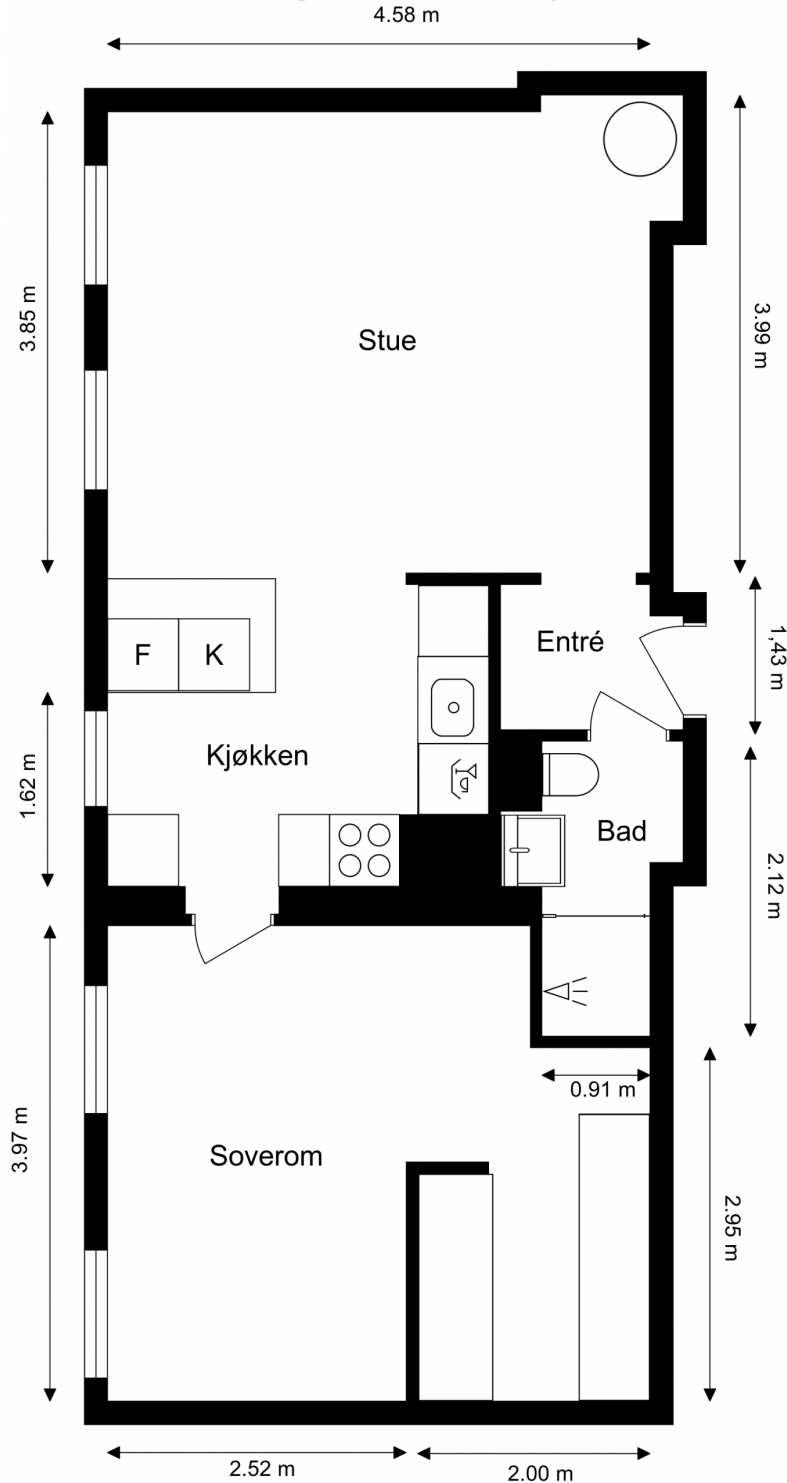 4.58 m
3.85 m
Stue
3.99 m
F
K
Entré
1,43 m
Kjøkken
1.62 m
Bad
2.12 m
0.91 m
3.97 m
Soverom
2.95 m
2.52 m
2.00 m